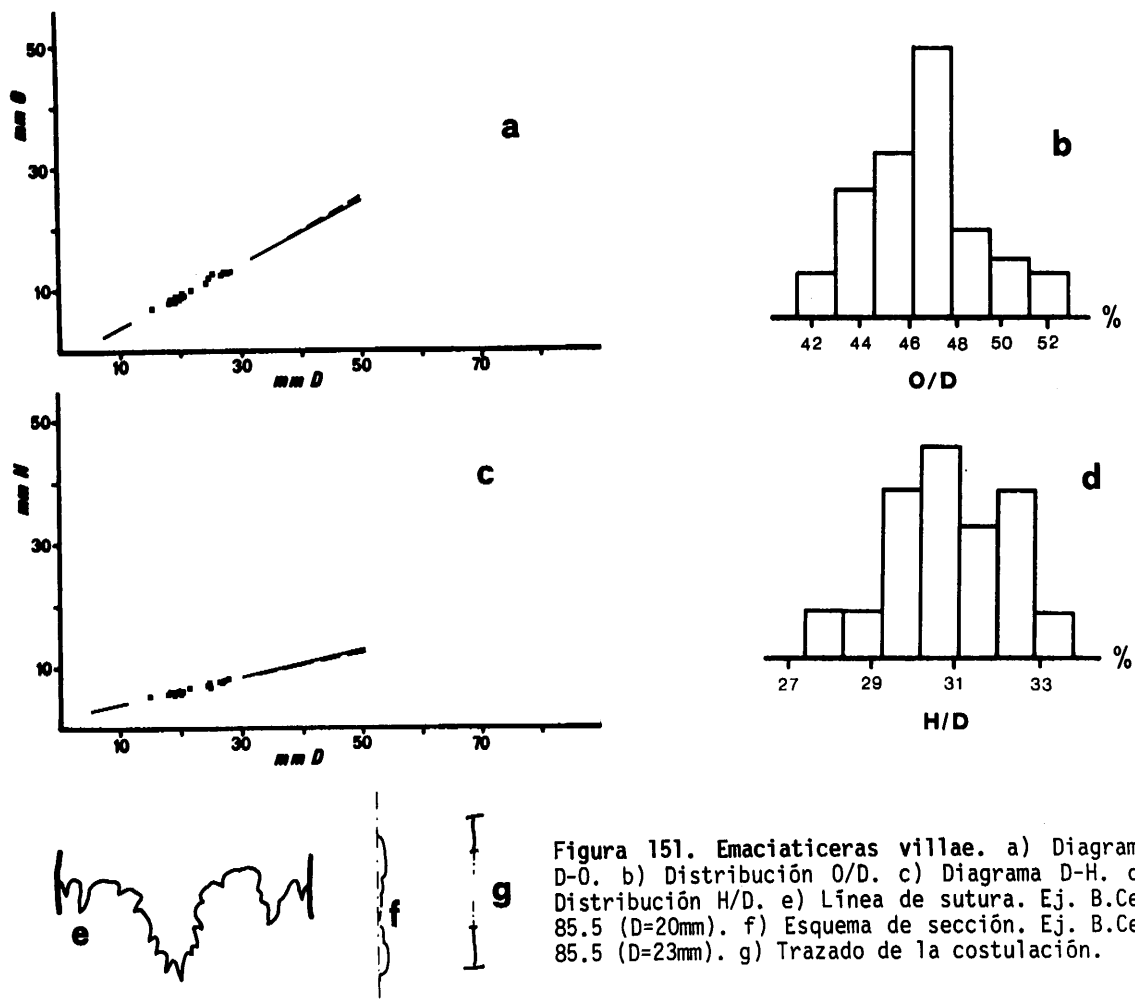 50
30
10
mm O
a
10
30
50
70
mm D
b
42 44 46 48 50 52
%
O/D
50
30
10
mm H
c
10
30
50
70
mm D
d
27 29 31 33
%
H/D
e
f
g
Figura 151. Emaciaticeras villae. a) Diagram
D-O. b) Distribución O/D. c) Diagrama D-H. d
Distribución H/D. e) Línea de sutura. Ej. B.Ce
85.5 (D=20mm). f) Esquema de sección. Ej. B.Ce
85.5 (D=23mm). g) Trazado de la costulación.